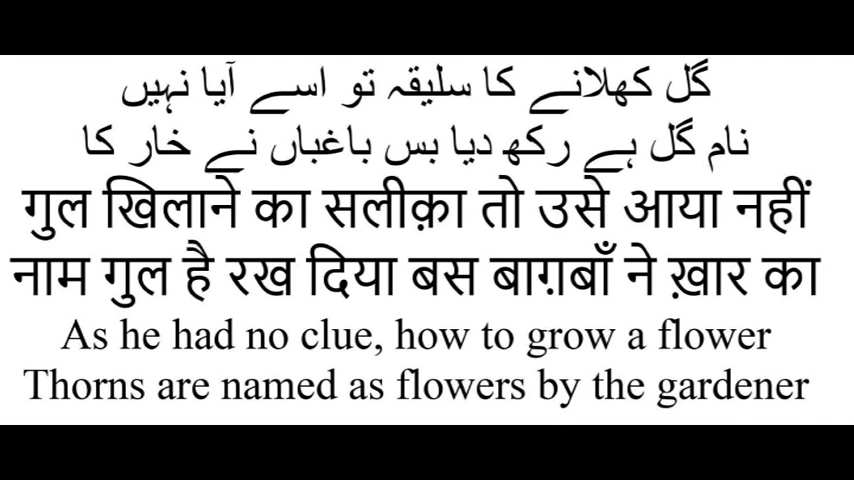 گل کھلانے کا سلیقہ تو اسے آیا نہیں
نام گل ہے رکھ دیا بس باغباں نے خار کا
गुल खिलाने का सलीक़ा तो उसे आया नहीं
नाम गुल है रख दिया बस बाग़बाँ ने ख़ार का
As he had no clue, how to grow a flower
Thorns are named as flowers by the gardener